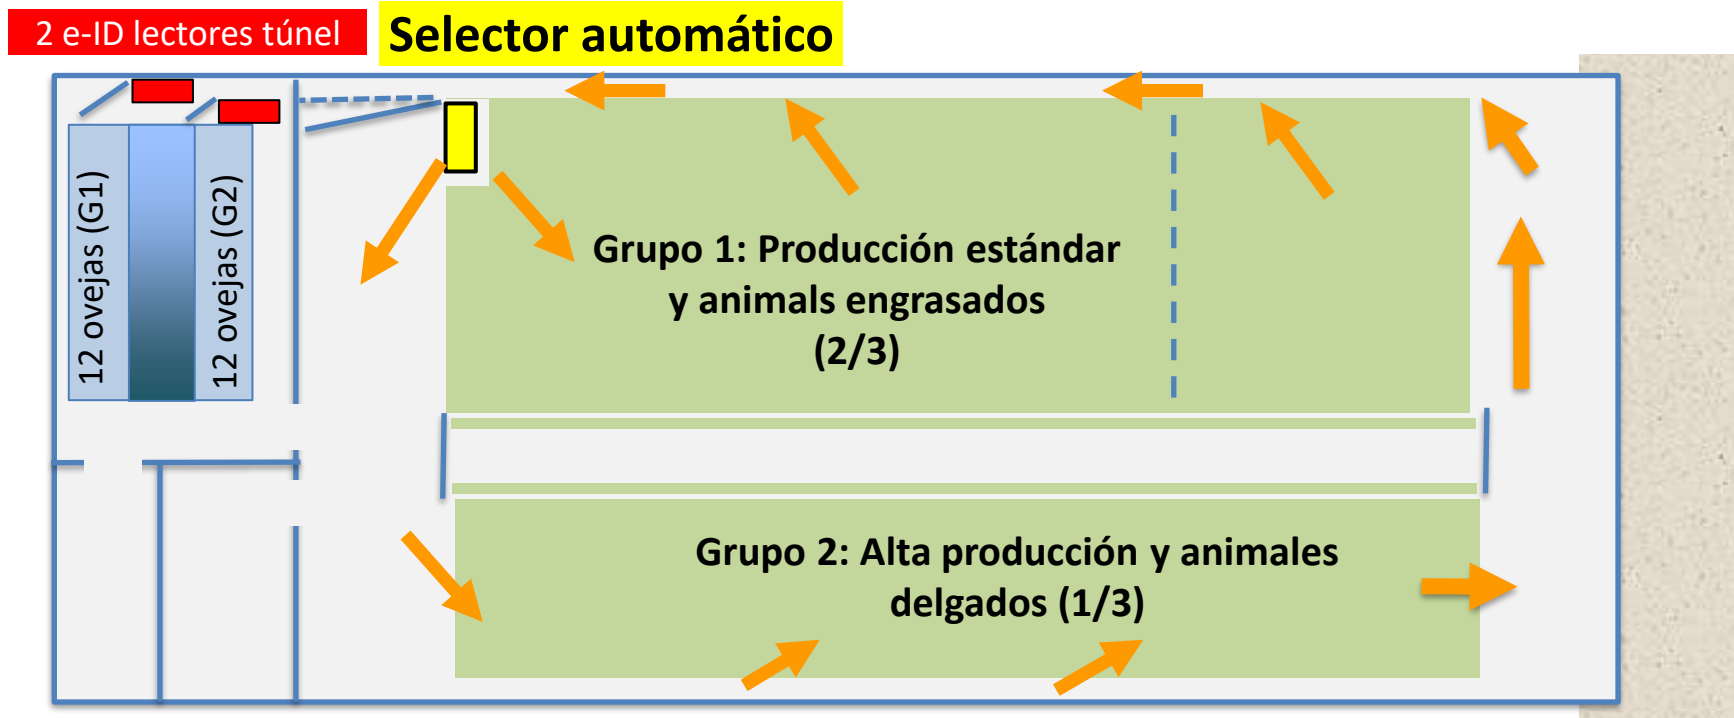 2 e-ID lectores túnel
Selector automático
12 ovejas (G1)
12 ovejas (G2)
Grupo 1: Producción estándar
y animals engrasados
(2/3)
Grupo 2: Alta producción y animales
delgados (1/3)